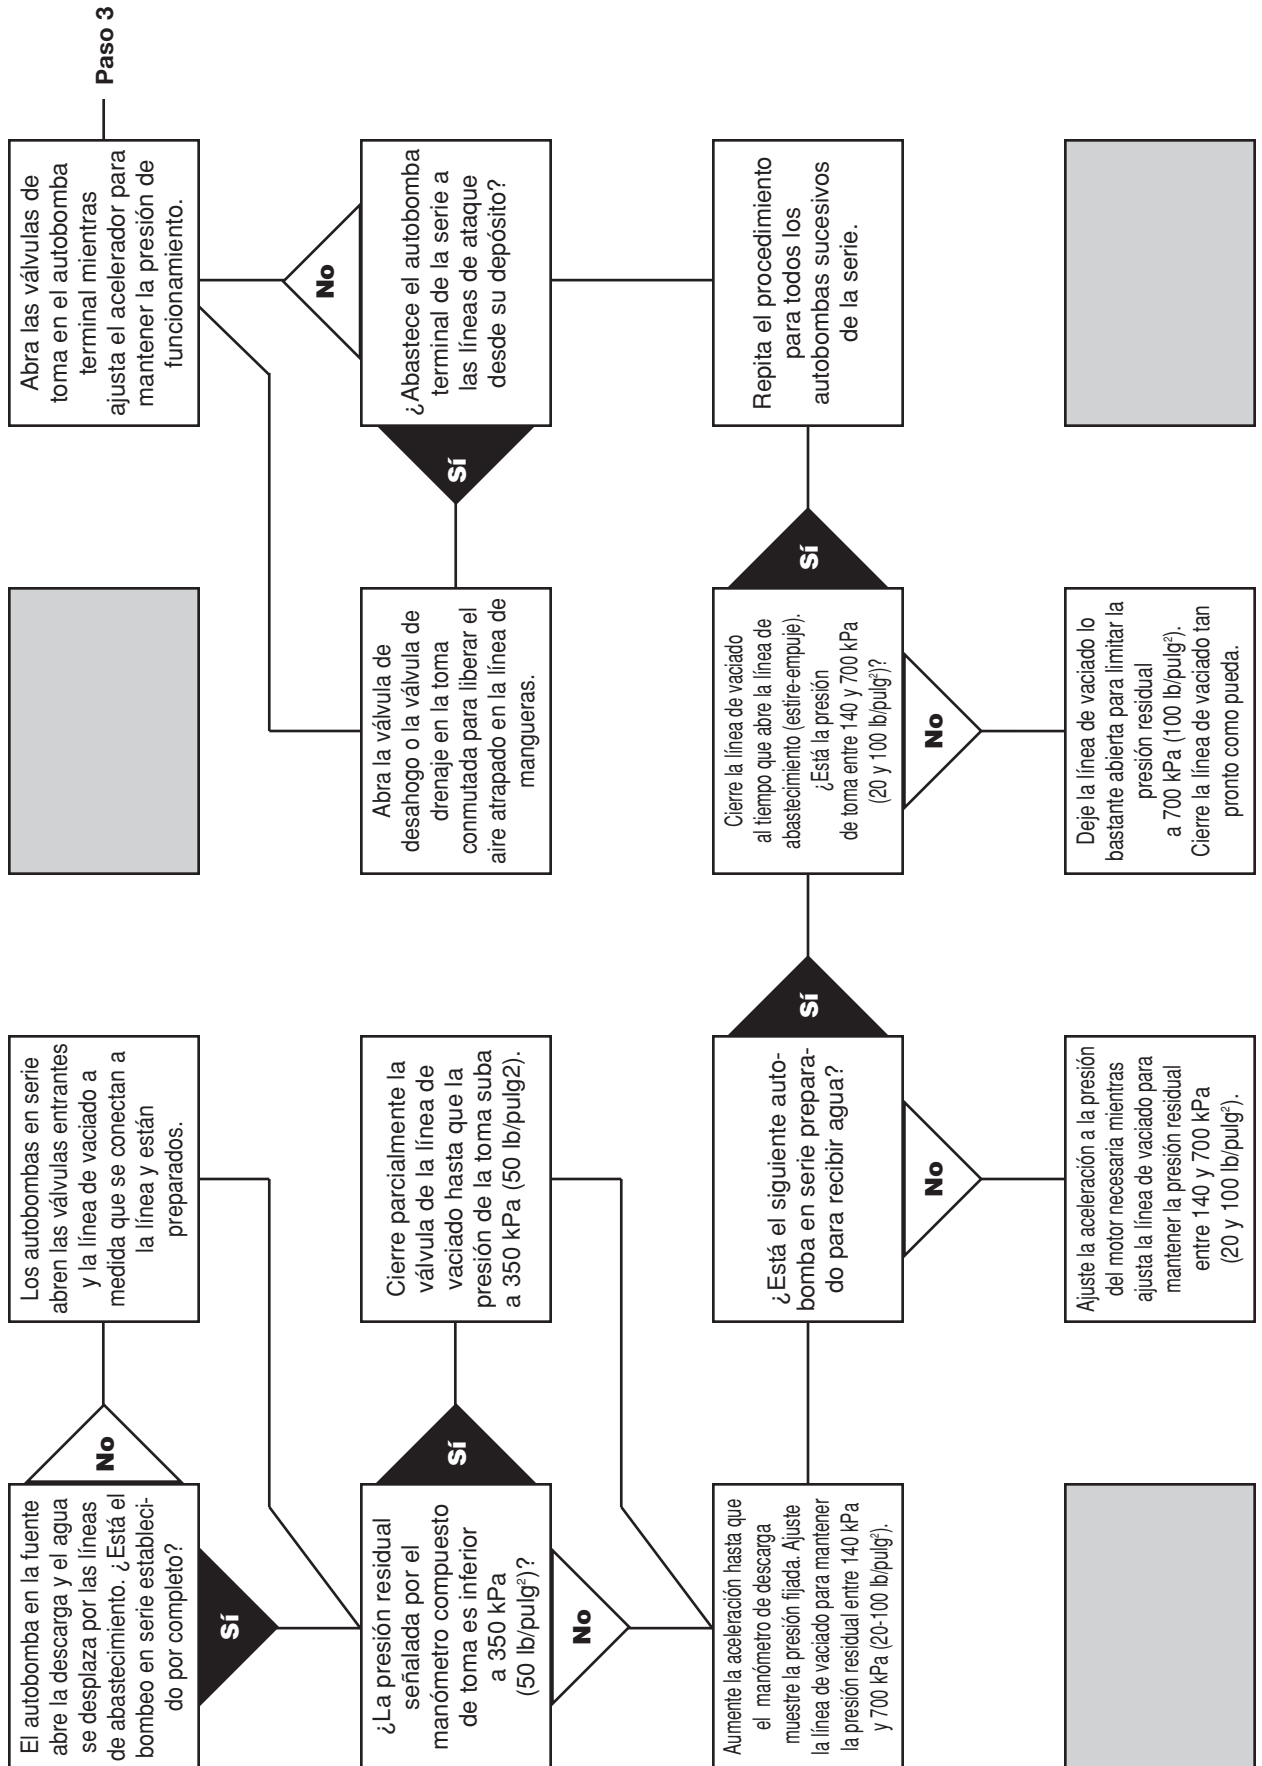 El autobomba en la fuente
abre la descarga y el agua
se desplaza por las líneas
de abastecimiento. ¿Está el
bombeo en serie estableci-
do por completo?
No
Sí
Los autobombas en serie
abren las válvulas entrantes
y la línea de vaciado a
medida que se conectan a
la línea y están
preparados.
¿La presión residual
señalada por el
manómetro compuesto
de toma es inferior
a 350 kPa
(50 lb/pulg²)?
Sí
No
Cierre parcialmente la
válvula de la línea de
vaciado hasta que la
presión de la toma suba
a 350 kPa (50 lb/pulg2).
Aumente la aceleración hasta que
el manómetro de descarga
muestre la presión fijada. Ajuste
la línea de vaciado para mantener
la presión residual entre 140 kPa
y 700 kPa (20-100 lb/pulg²).
¿Está el siguiente auto-
bomba en serie prepara-
do para recibir agua?
Sí
No
Ajuste la aceleración a la presión
del motor necesaria mientras
ajusta la línea de vaciado para
mantener la presión residual
entre 140 y 700 kPa
(20 y 100 lb/pulg²).
Cierre la línea de vaciado
al tiempo que abre la línea de
abastecimiento (estire-empuje).
¿Está la presión
de toma entre 140 y 700 kPa
(20 y 100 lb/pulg²)?
Sí
No
Deje la línea de vaciado lo
bastante abierta para limitar la
presión residual
a 700 kPa (100 lb/pulg²).
Cierre la línea de vaciado tan
pronto como pueda.
Repita el procedimiento
para todos los
autobombas sucesivos
de la serie.
¿Abastece el autobomba
terminal de la serie a
las líneas de ataque
desde su depósito?
Sí
No
Abra la válvula de
desahogo o la válvula de
drenaje en la toma
conmutada para liberar el
aire atrapado en la línea de
mangueras.
Abra las válvulas de
toma en el autobomba
terminal mientras
ajusta el acelerador para
mantener la presión de
funcionamiento.
Paso 3